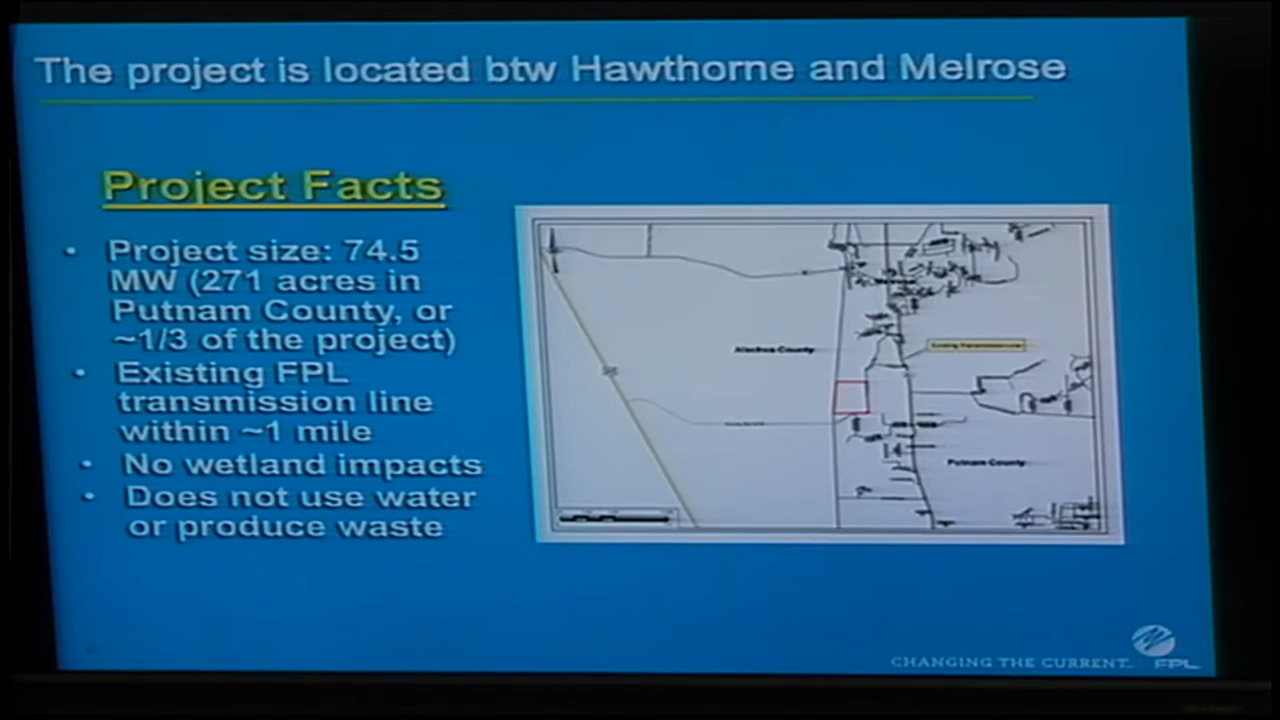 The project is located btw Hawthorne and Melrose
Project Facts
• Project size: 74.5
MW (271 acres in
Putnam County, or
~1/3 of the project)
• Existing FPL
transmission line
within ~1 mile
• No wetland impacts
• Does not use water
or produce waste
Alachua County
Putnam County
CHANGING THE CURRENT.
FPL